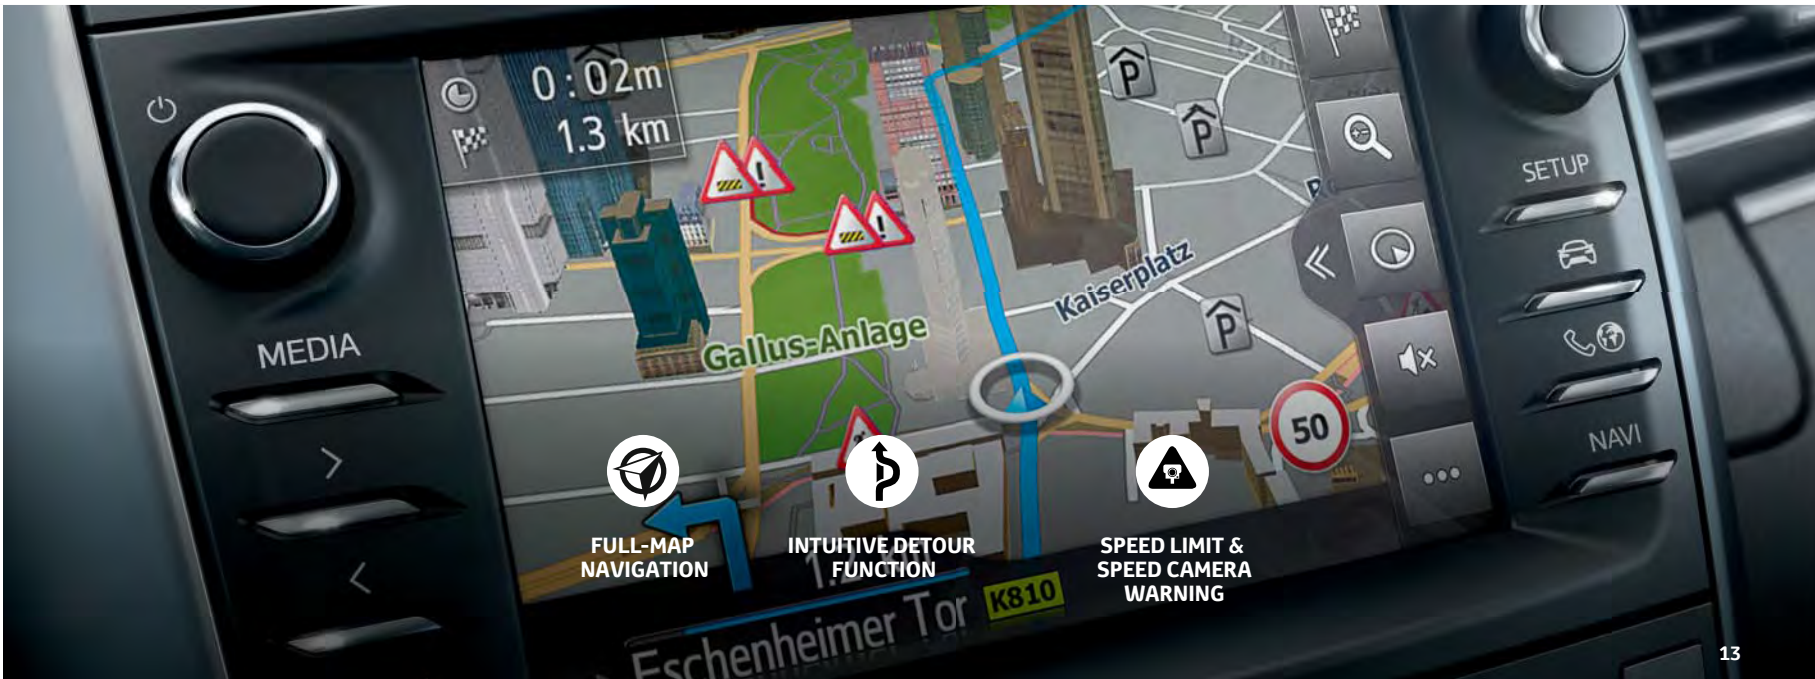 0:02m
1.3 km
P
P
SETUP
Kaiserplatz
P
MEDIA
Gallus-Anlage
50
NAVI
FULL-MAP
NAVIGATION
INTUITIVE DETOUR
FUNCTION
SPEED LIMIT &
SPEED CAMERA
WARNING
Eschenheimer Tor K810
13